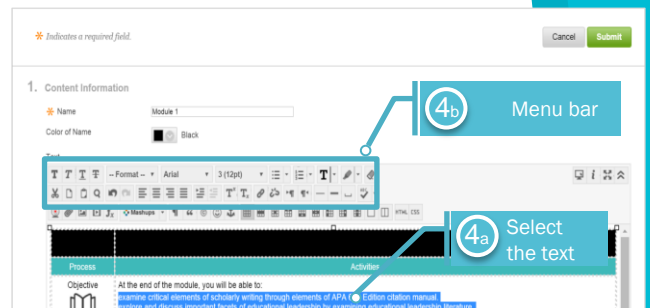 ✲ Indicates a required field.
Cancel Submit
1. Content Information
✲ Name Module 1
Color of Name Black
4b Menu bar
T T T T -- Format -- Arial 3 (12pt) T
Mashups HTML CSS
4a Select
the text
Process Activities
Objective At the end of the module, you will be able to:
examine critical elements of scholarly writing through elements of APA Edition citation manual.
explore and discuss important facets of educational leadership by examining educational leadership literature.